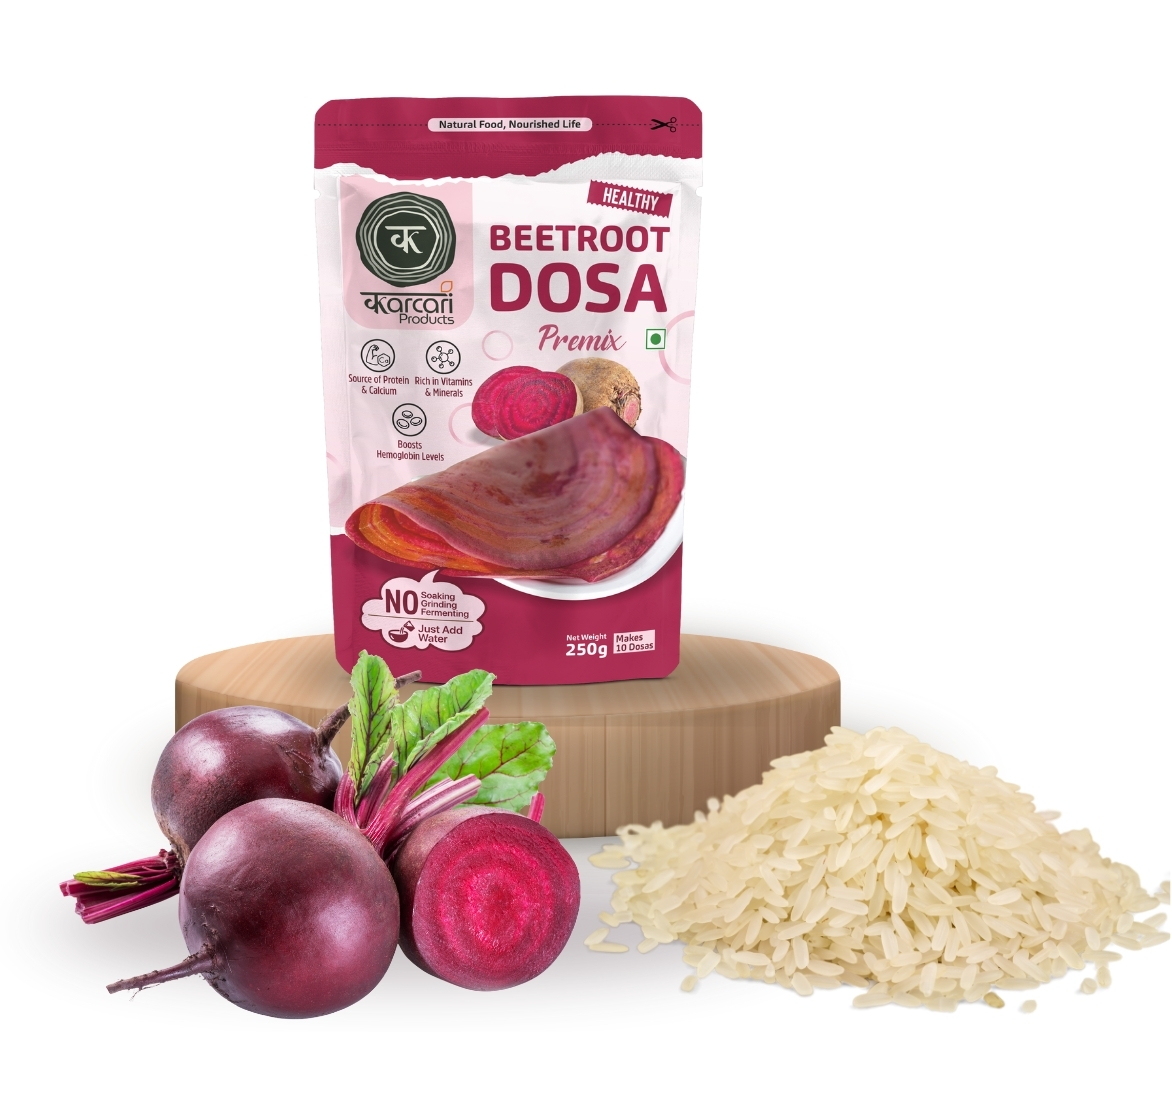 Natural Food, Nourished Life
HEALTHY
BEETROOT
DOSA
Premix
क
कarcari
Products
Source of Protein
& Calcium
Rich in Vitamins
& Minerals
Boosts
Hemoglobin Levels
NO
Soaking
Grinding
Fermenting
Just Add
Water
Net Weight
250g
Makes
10 Dosas